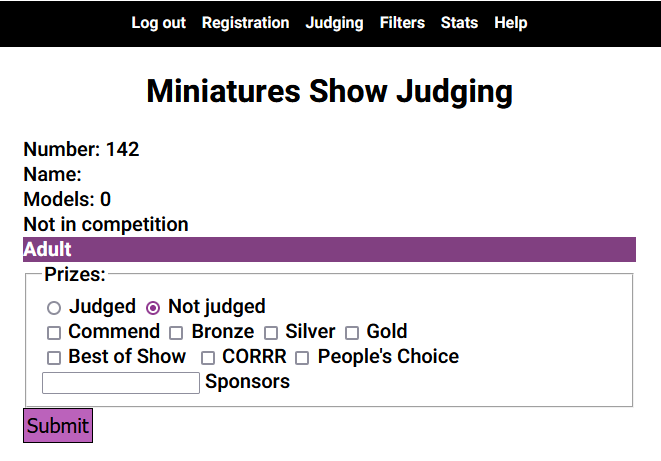 Log out Registration Judging Filters Stats Help
Miniatures Show Judging
Number: 142
Name:
Models: 0
Not in competition
Adult
Prizes:
Judged Not judged
Commend Bronze Silver Gold
Best of Show CORRR People's Choice
Sponsors
Submit